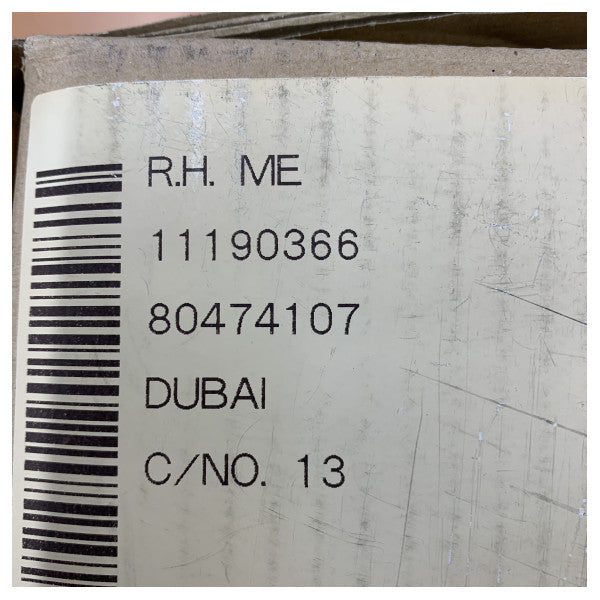 R.H. ME
11190366
80474107
DUBAI
C/NO. 13